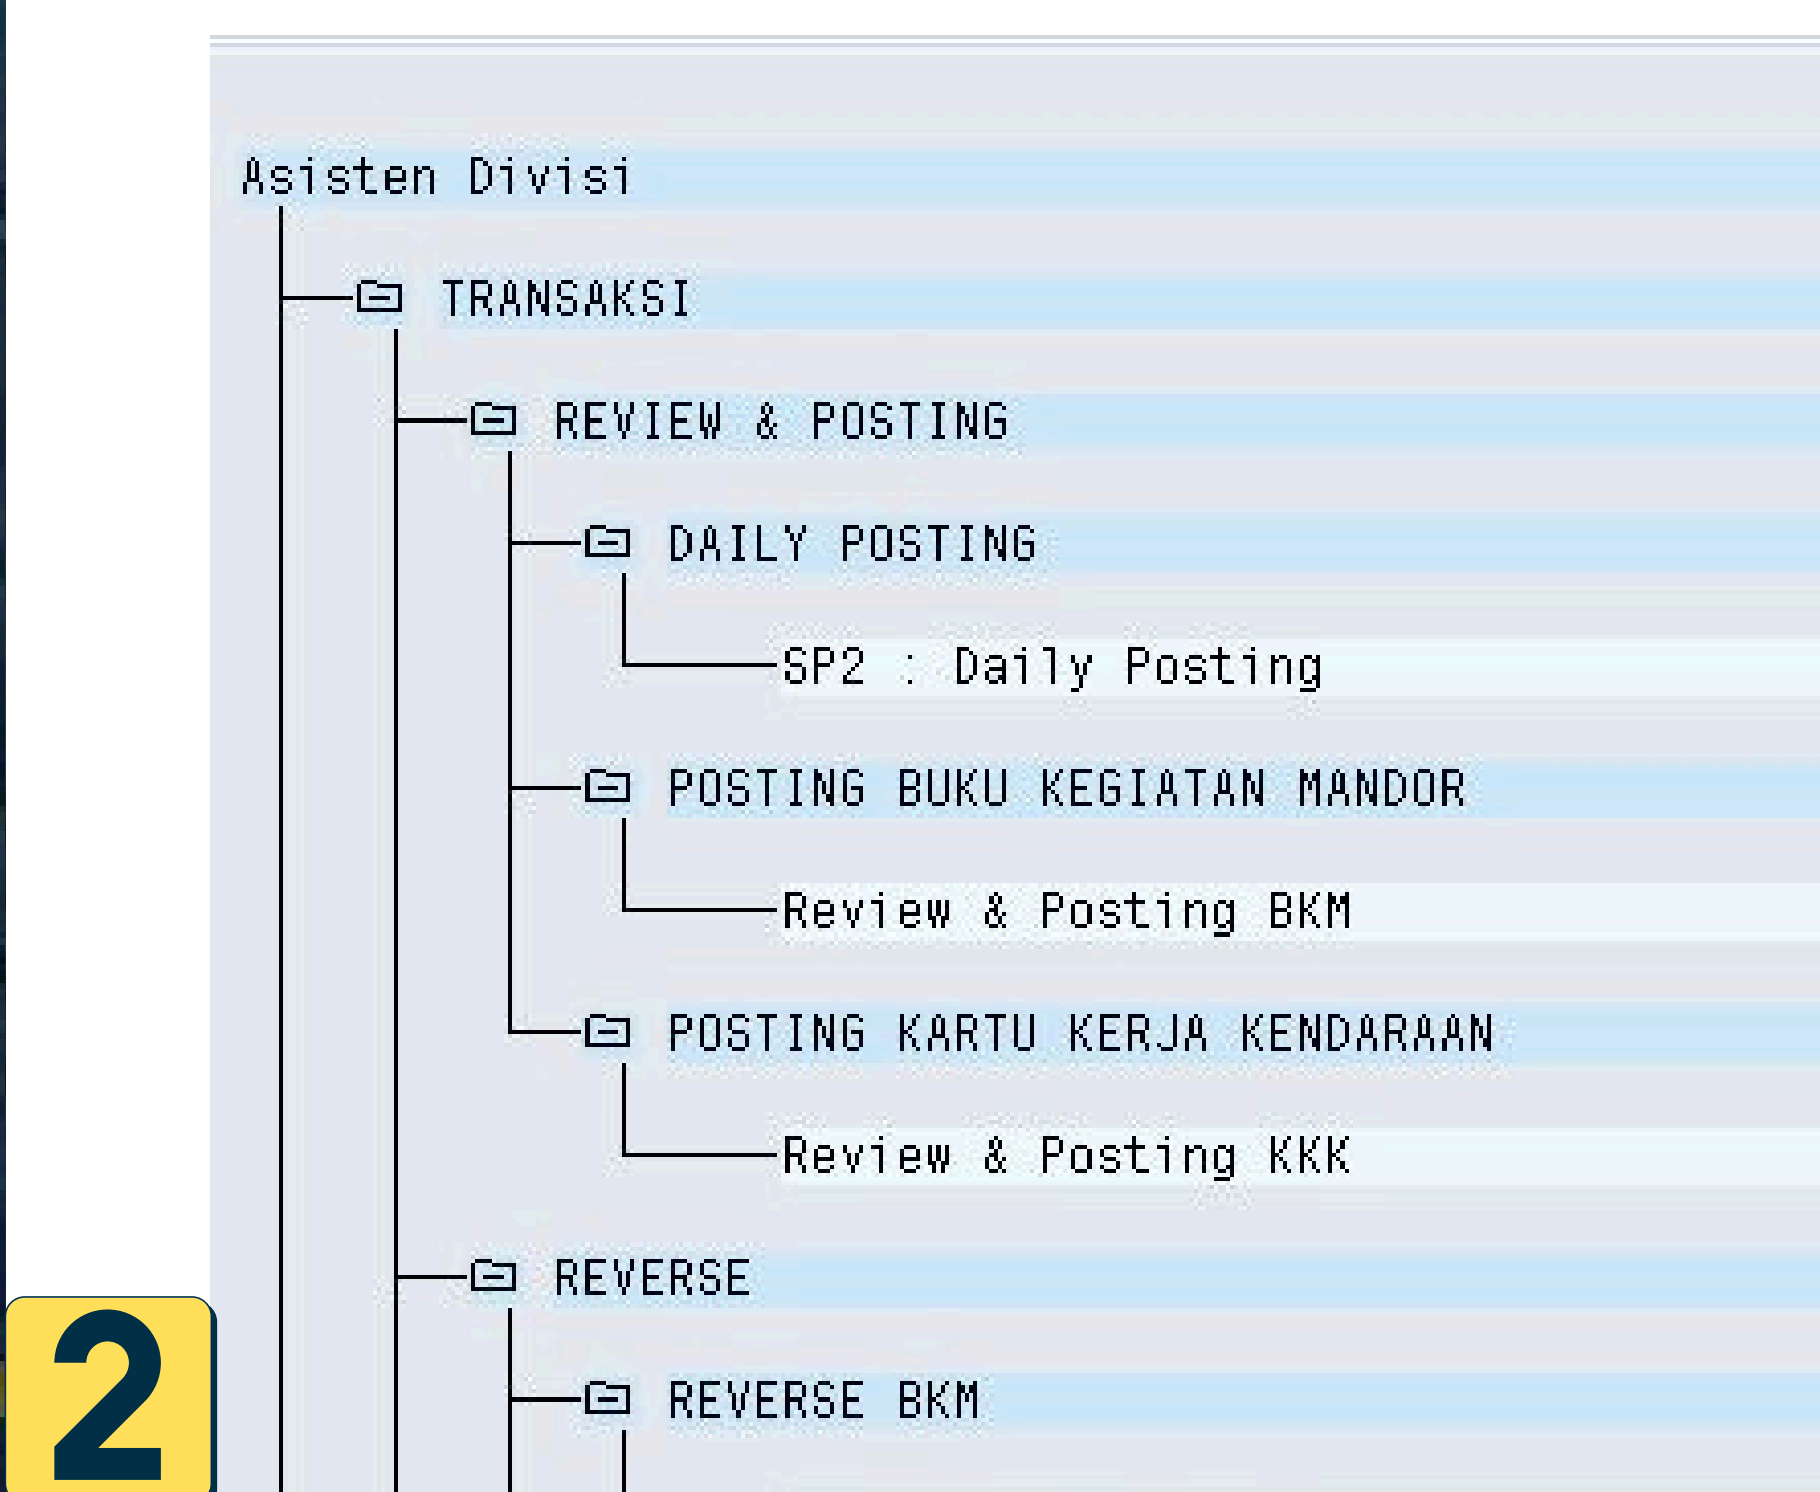 Asisten Divisi
TRANSAKSI
REVIEW & POSTING
DAILY POSTING
SP2 : Daily Posting
POSTING BUKU KEGIATAN MANDOR
Review & Posting BKM
POSTING KARTU KERJA KENDARAAN
Review & Posting KKK
REVERSE
REVERSE BKM
2